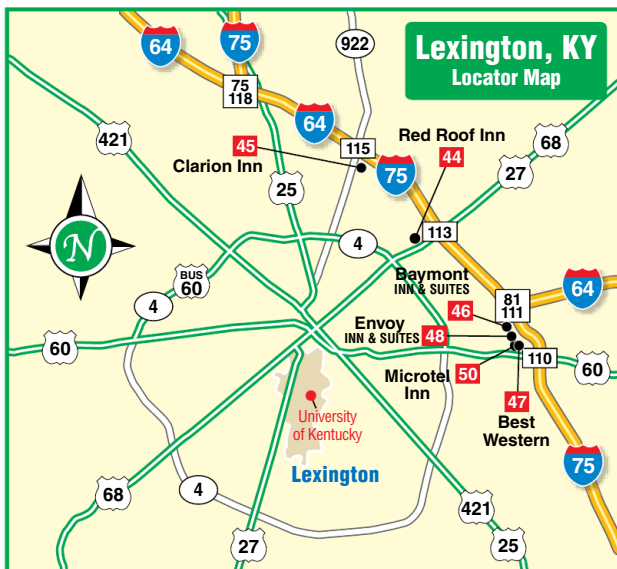 Lexington, KY
Locator Map
64
75
922
75
118
64
421
45
Clarion Inn
115
Red Roof Inn
44
68
75
27
25
N
4
113
BUS
60
Baymont
INN & SUITES
81
111
64
4
46
Envoy
INN & SUITES
48
60
110
60
Microtel
Inn
50
47
Best
Western
University
of Kentucky
Lexington
75
68
4
421
27
25